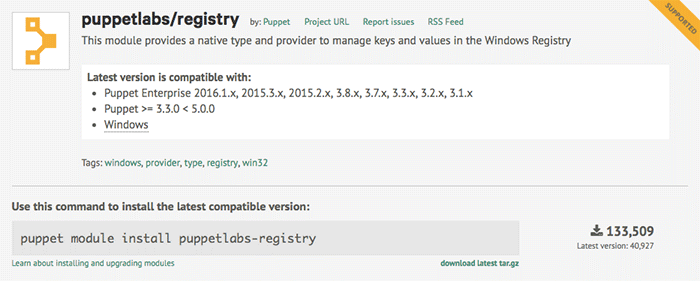 puppetlabs/registry by: Puppet Project URL Report issues RSS Feed
SUPPORTED
This module provides a native type and provider to manage keys and values in the Windows Registry
Latest version is compatible with:
• Puppet Enterprise 2016.1.x, 2015.3.x, 2015.2.x, 3.8.x, 3.7.x, 3.3.x, 3.2.x, 3.1.x
• Puppet >= 3.3.0 < 5.0.0
• Windows
Tags: windows, provider, type, registry, win32
Use this command to install the latest compatible version:
puppet module install puppetlabs-registry
133,509
Latest version: 40,927
Learn about installing and upgrading modules
download latest tar.gz